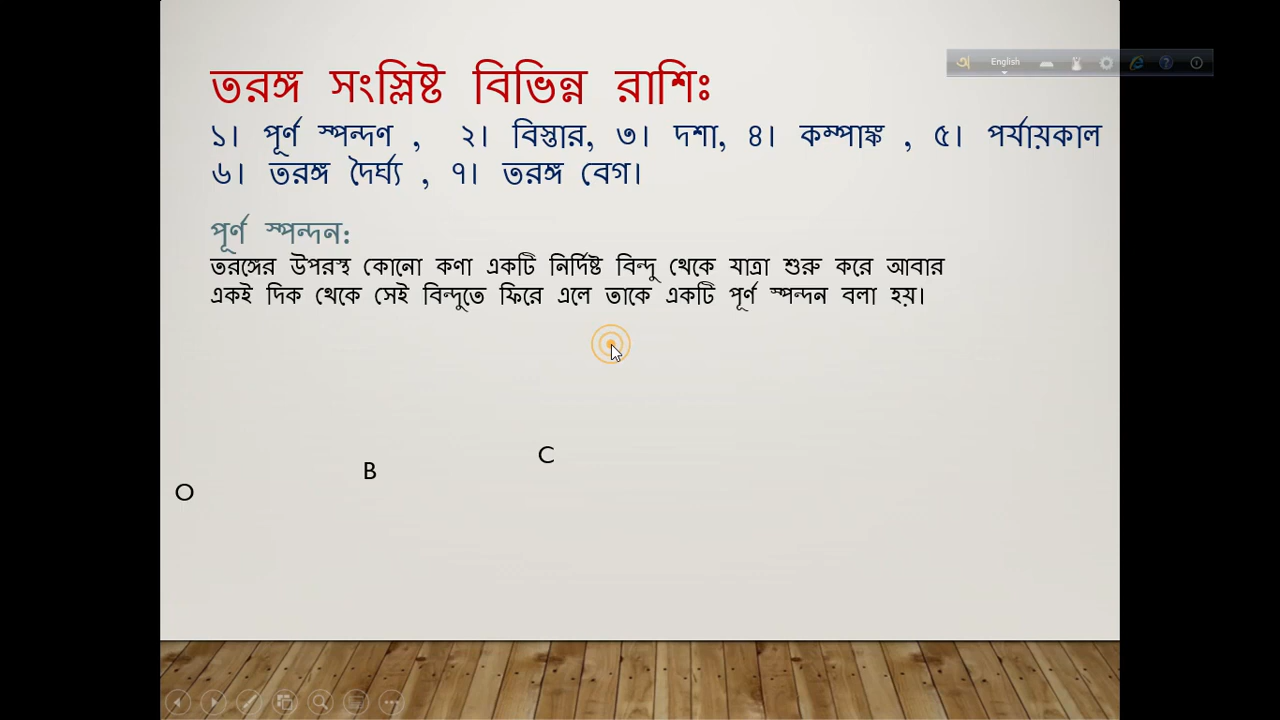 English
তরঙ্গ সংস্লিষ্ট বিভিন্ন রাশিঃ
১। পূর্ণ স্পন্দণ , ২। বিস্তার, ৩। দশা, ৪। কম্পাঙ্ক , ৫। পর্যায়কাল
৬। তরঙ্গ দৈর্ঘ্য , ৭। তরঙ্গ বেগ।
পূর্ণ স্পন্দন:
তরঙ্গের উপরস্থ কোনো কণা একটি নির্দিষ্ট বিন্দু থেকে যাত্রা শুরু করে আবার
একই দিক থেকে সেই বিন্দুতে ফিরে এলে তাকে একটি পূর্ণ স্পন্দন বলা হয়।
C
B
O